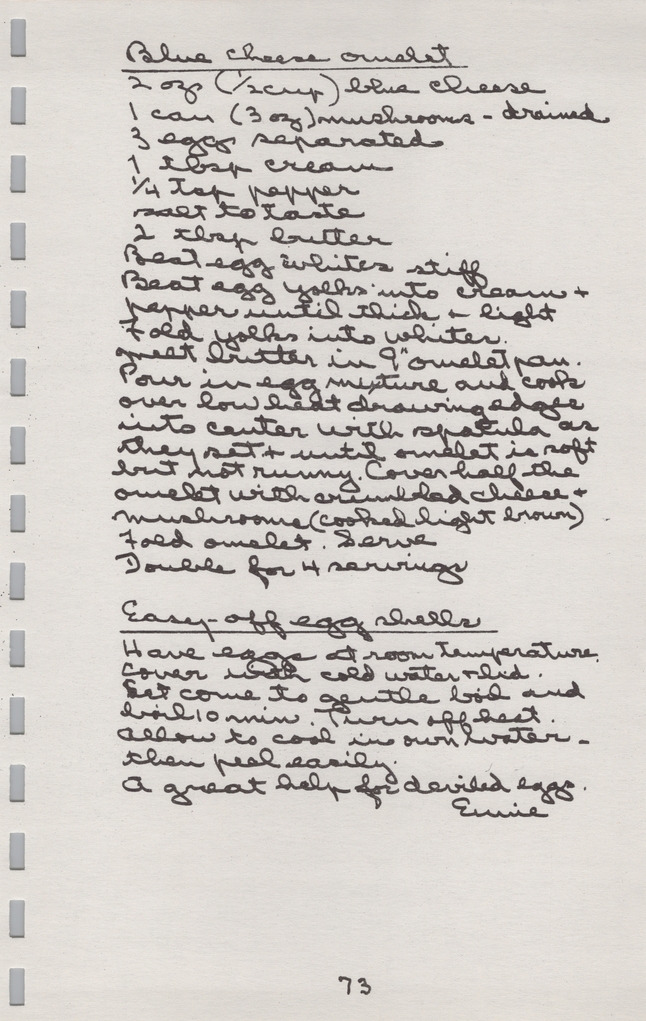 Blue cheese omelet
2 ozs (1/2 cup) blue cheese
1 can (3 oz) mushrooms - drained
3 eggs separated
1 tbsp cream
1/4 tsp pepper
salt to taste
2 tbsp butter
Beat egg whites stiff
Beat egg yolks into cream +
pepper until thick + light
Fold yolks into whites.
melt butter in 9" omelet pan.
Pour in egg mixture and cook
over low heat drawing edges
into center with spatula as
they set + until omelet is soft
but not runny. Cover half the
omelet with crumbled cheese +
mushrooms (cooked light brown)
Fold omelet. Serve
Double for 4 servings
Easy-off egg shells
Have eggs at room temperature.
Cover with cold water + lid.
Let come to gentle boil and
boil 10 min. Turn off heat.
Allow to cool in own water -
then peel easily.
A great help for deviled eggs.
Ernie
73